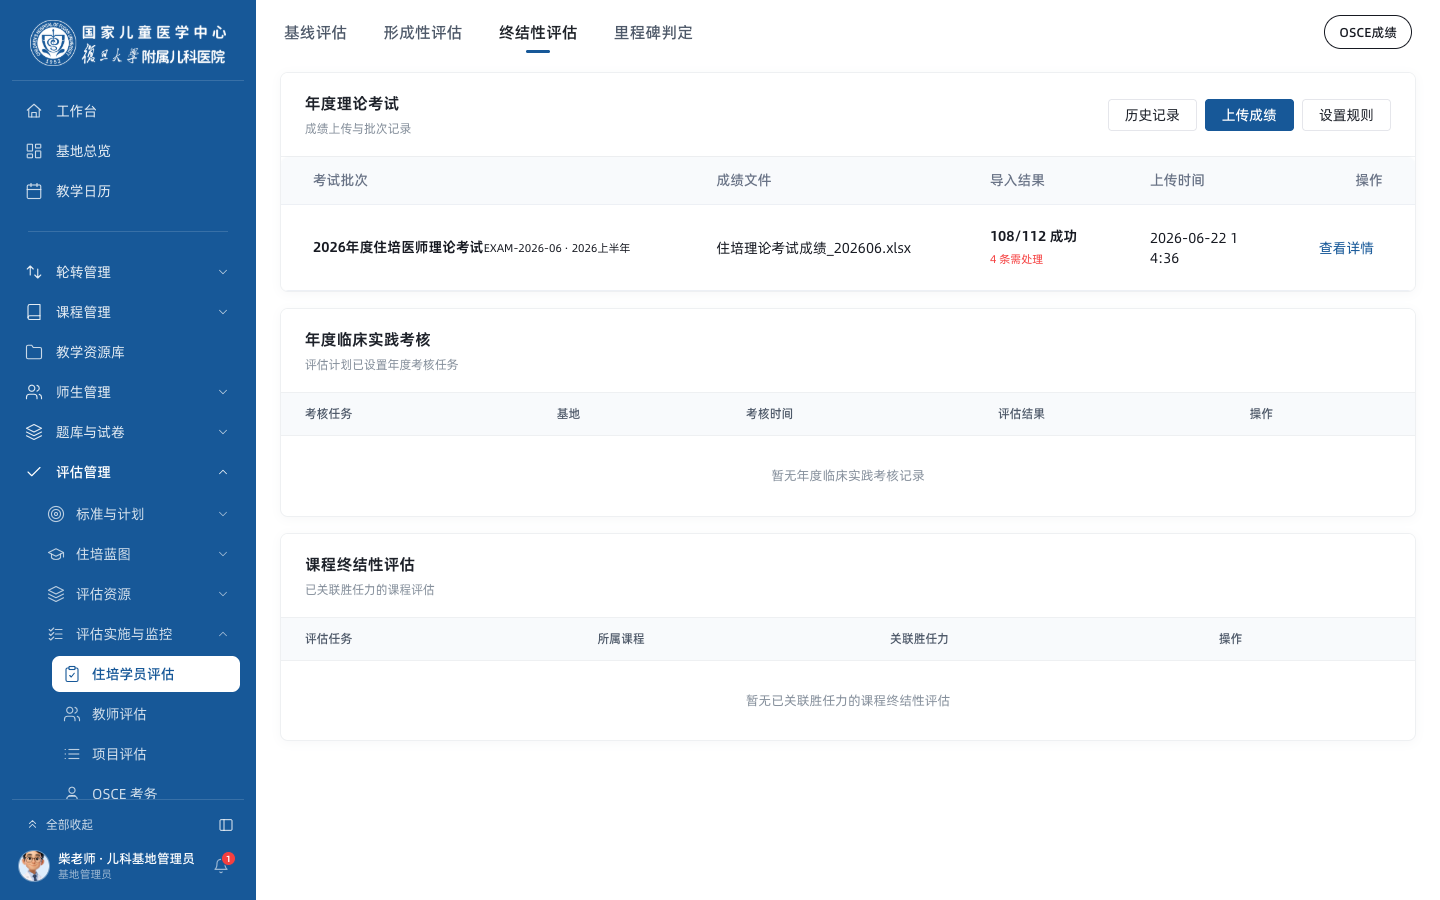 国家儿童医学中心
復旦大学附属儿科医院
工作台
基地总览
教学日历
轮转管理
课程管理
教学资源库
师生管理
题库与试卷
评估管理
标准与计划
住培蓝图
评估资源
评估实施与监控
住培学员评估
教师评估
项目评估
OSCE 考务
全部收起
柴老师 · 儿科基地管理员
基地管理员
1
基线评估
形成性评估
终结性评估
里程碑判定
OSCE成绩
年度理论考试
成绩上传与批次记录
历史记录
上传成绩
设置规则
考试批次 成绩文件 导入结果 上传时间 操作
2026年度住培医师理论考试EXAM-2026-06 · 2026上半年
住培理论考试成绩_202606.xlsx
108/112 成功
4 条需处理
2026-06-22 1
4:36
查看详情
年度临床实践考核
评估计划已设置年度考核任务
考核任务 基地 考核时间 评估结果 操作
暂无年度临床实践考核记录
课程终结性评估
已关联胜任力的课程评估
评估任务 所属课程 关联胜任力 操作
暂无已关联胜任力的课程终结性评估